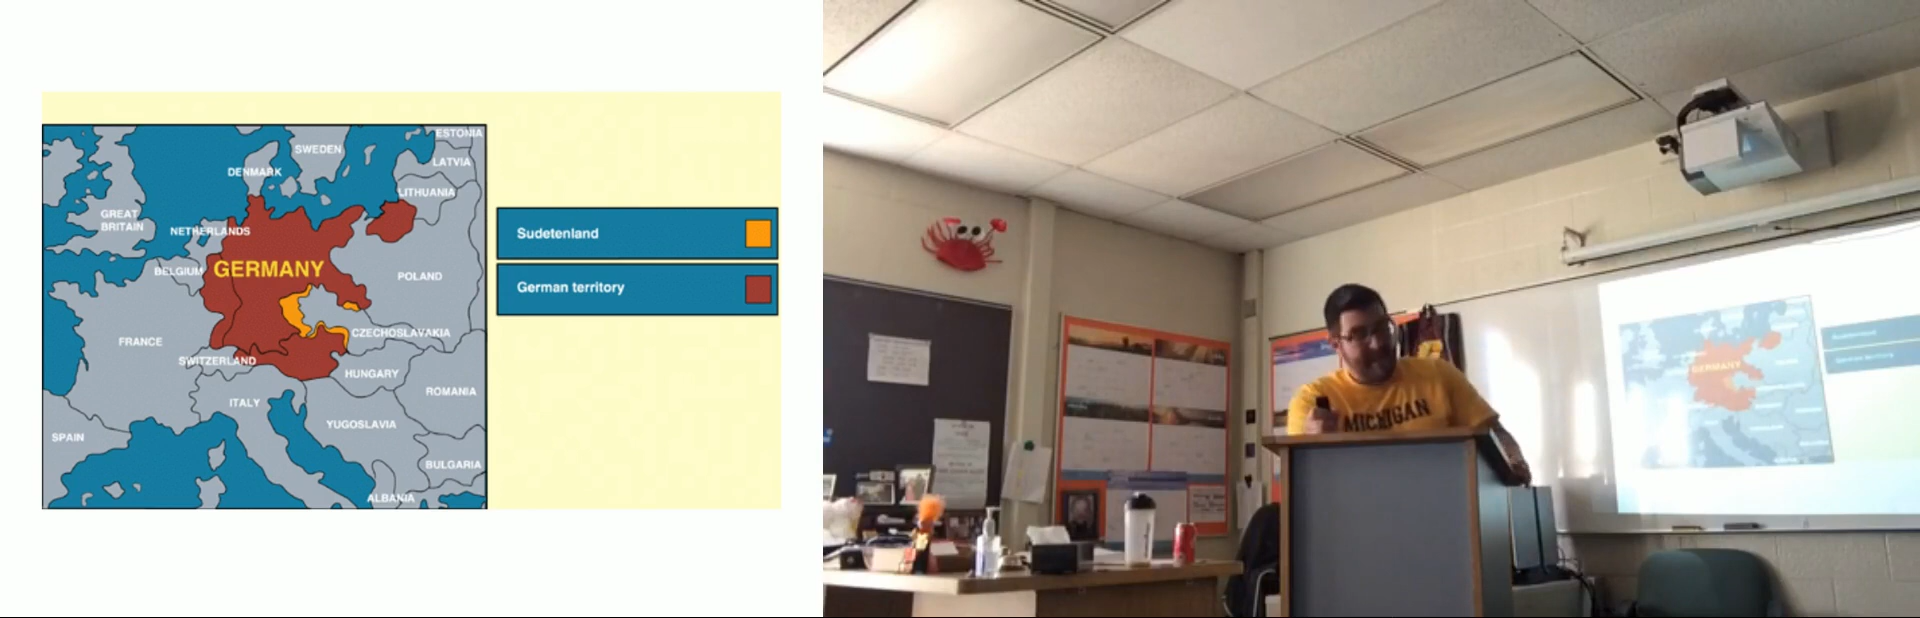 ESTONIA
SWEDEN
LATVIA
DENMARK
LITHUANIA
GREAT
BRITAIN
NETHERLANDS
BELGIUM
GERMANY
POLAND
FRANCE
CZECHOSLAVAKIA
SWITZERLAND
HUNGARY
ITALY
ROMANIA
YUGOSLAVIA
SPAIN
BULGARIA
ALBANIA
Sudetenland
German territory
MICHIGAN
GERMANY